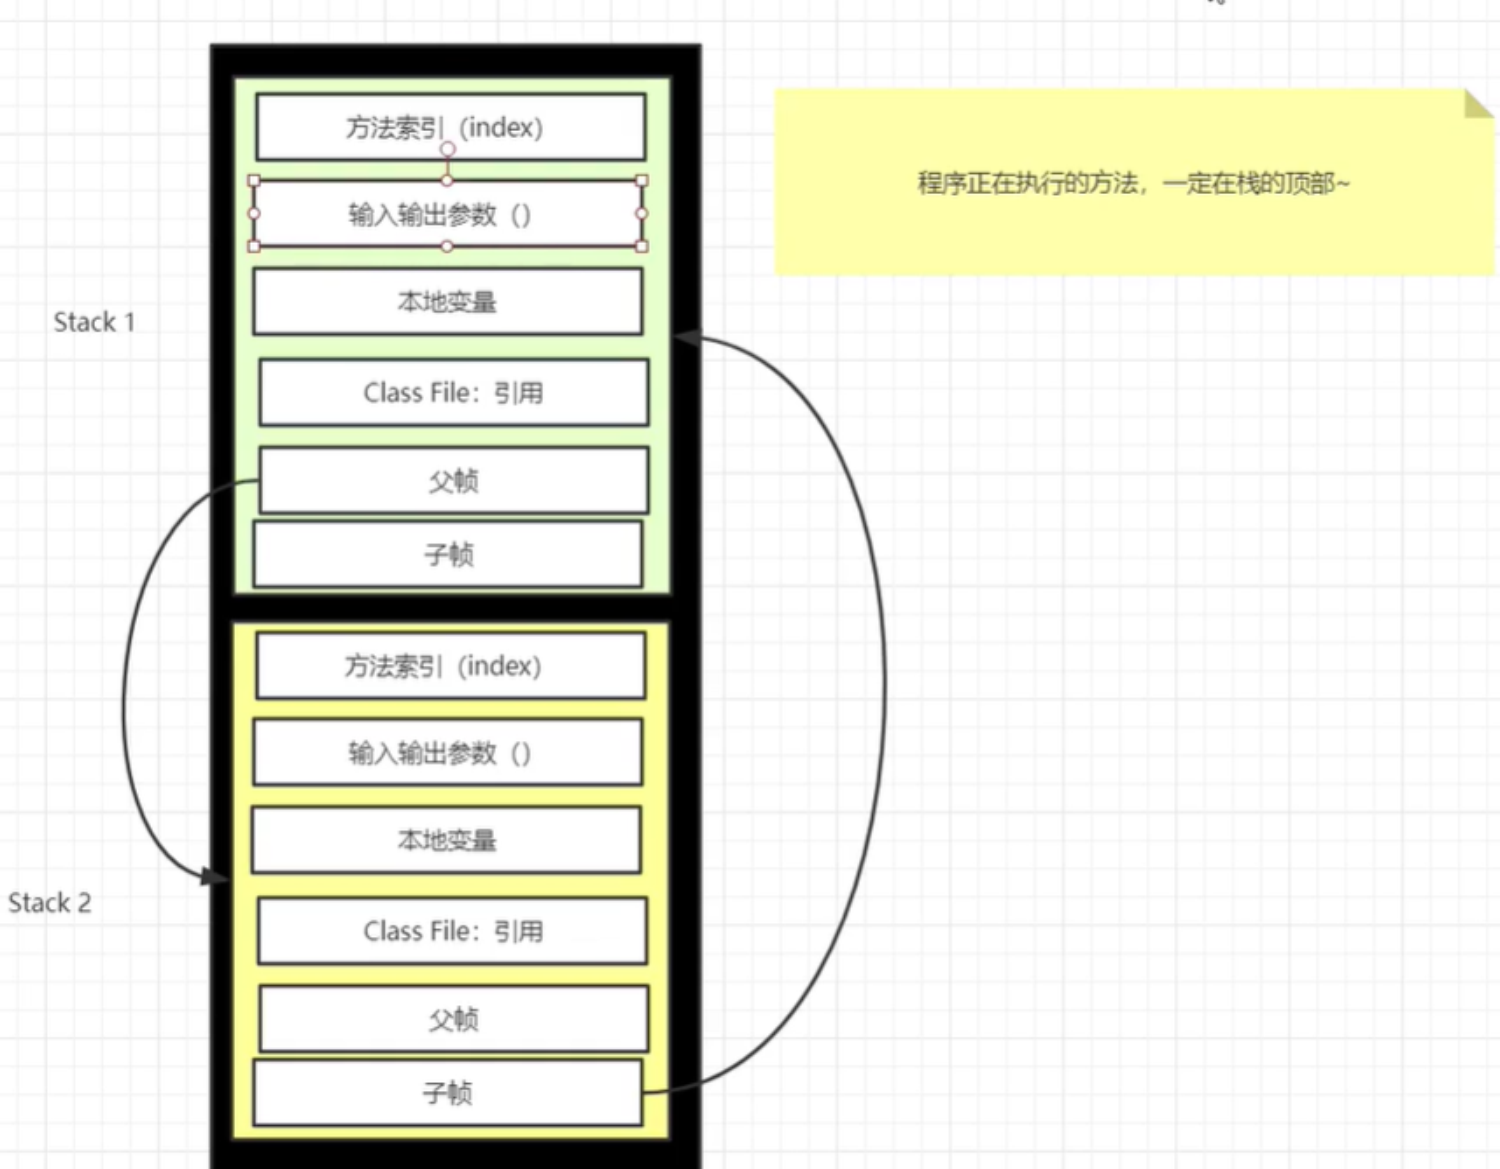 方法索引（index）
输入输出参数（）
本地变量
Class File：引用
父帧
子帧
Stack 1
程序正在执行的方法，一定在栈的顶部~
方法索引（index）
输入输出参数（）
本地变量
Class File：引用
父帧
子帧
Stack 2